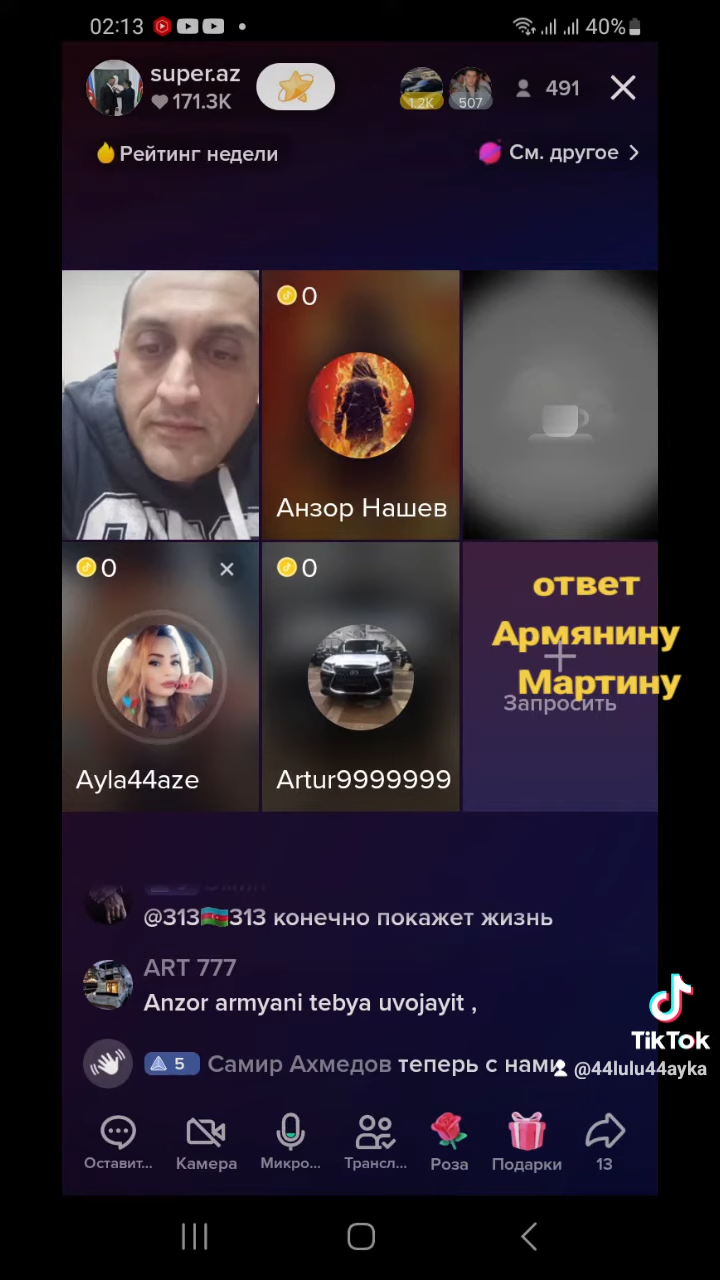 02:13
40%
super.az
171.3K
1.2K
507
491
Рейтинг недели
См. другое
0
Анзор Нашев
0
Ayla44aze
0
Artur9999999
ответ
Армянину
Мартину
Запросить
@313🇦🇿313 конечно покажет жизнь
ART 777
Anzor armyani tebya uvojayit ,
5 Самир Ахмедов теперь с нами
TikTok
@44lulu44ayka
Оставит...
Камера
Микро...
Трансл...
Роза
Подарки
13